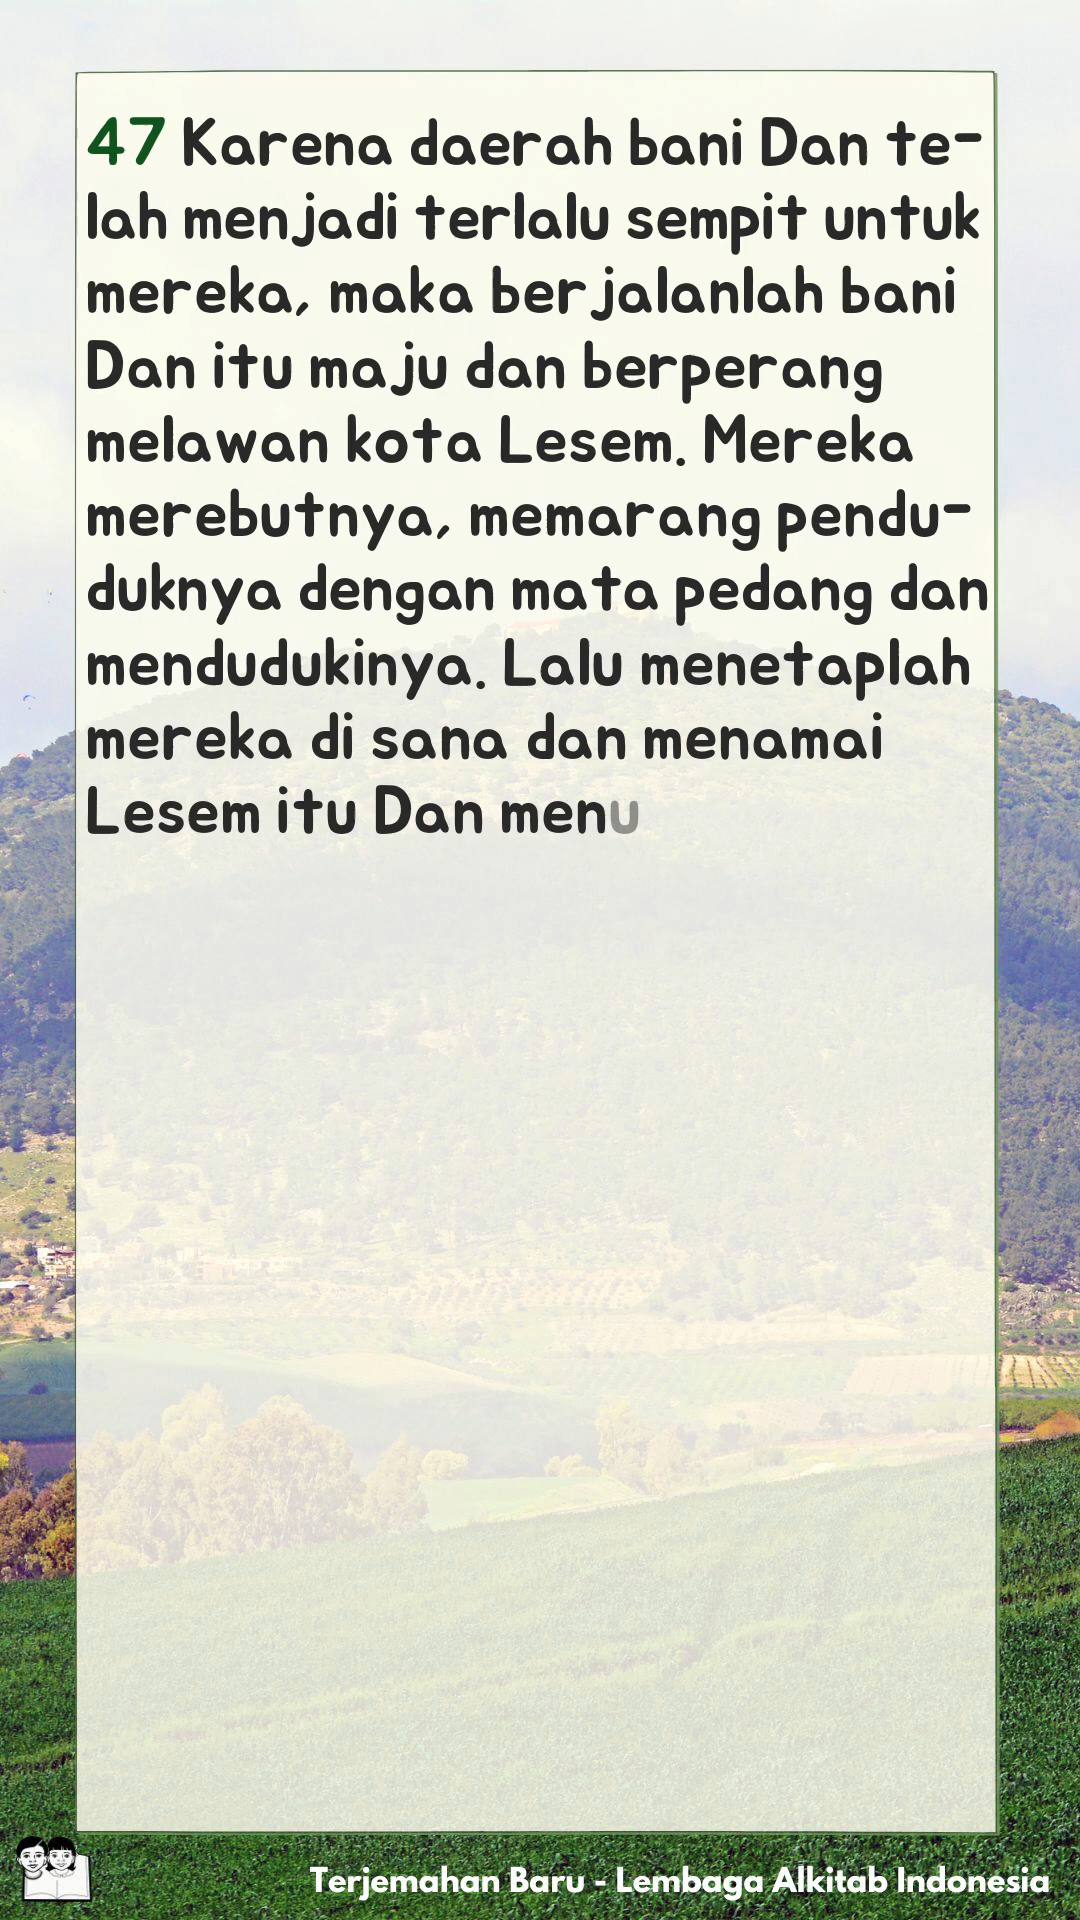 47 Karena daerah bani Dan te-
lah menjadi terlalu sempit untuk
mereka, maka berjalanlah bani
Dan itu maju dan berperang
melawan kota Lesem. Mereka
merebutnya, memarang pendu-
duknya dengan mata pedang dan
mendudukinya. Lalu menetaplah
mereka di sana dan menamai
Lesem itu Dan menu
Terjemahan Baru - Lembaga Alkitab Indonesia